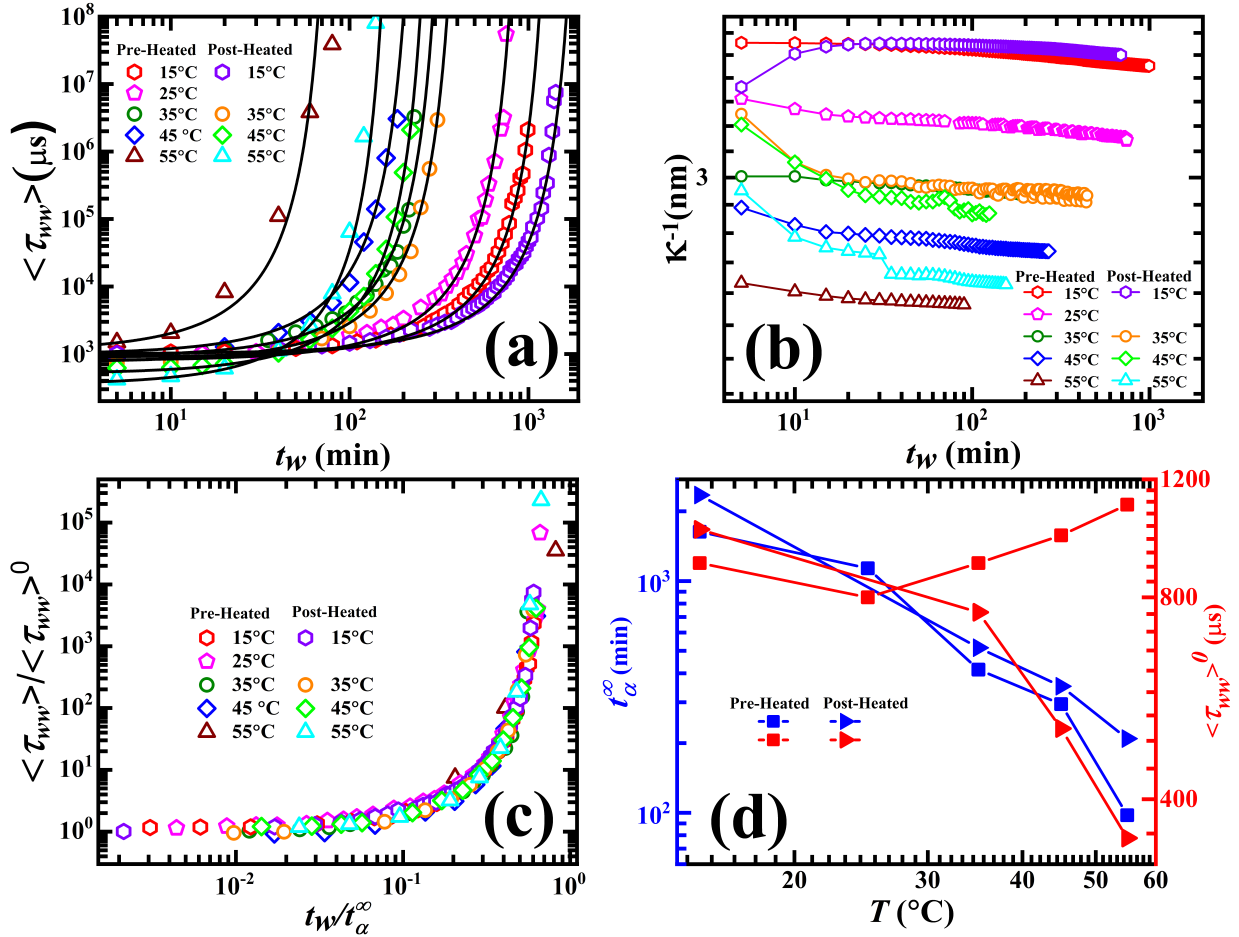 10⁸
10⁷
10⁶
10⁵
10⁴
10³
< τww > (μs)
Pre-Heated Post-Heated
15°C 15°C
25°C
35°C 35°C
45 °C 45°C
55°C 55°C
(a)
10¹ 10² 10³
tw (min)
3
κ⁻¹(nm)
(b)
Pre-Heated Post-Heated
15°C 15°C
25°C
35°C 35°C
45°C 45°C
55°C 55°C
10¹ 10² 10³
tw (min)
10⁵
10⁴
10³
10²
10¹
10⁰
< τww > / < τww >⁰
Pre-Heated Post-Heated
15°C 15°C
25°C
35°C 35°C
45 °C 45°C
55°C 55°C
(c)
10⁻² 10⁻¹ 10⁰
tw/tα∞
10³
10²
tα∞ (min)
Pre-Heated Post-Heated
(d)
1200
800
400
< τww >⁰ (μs)
20 30 40 50 60
T (°C)